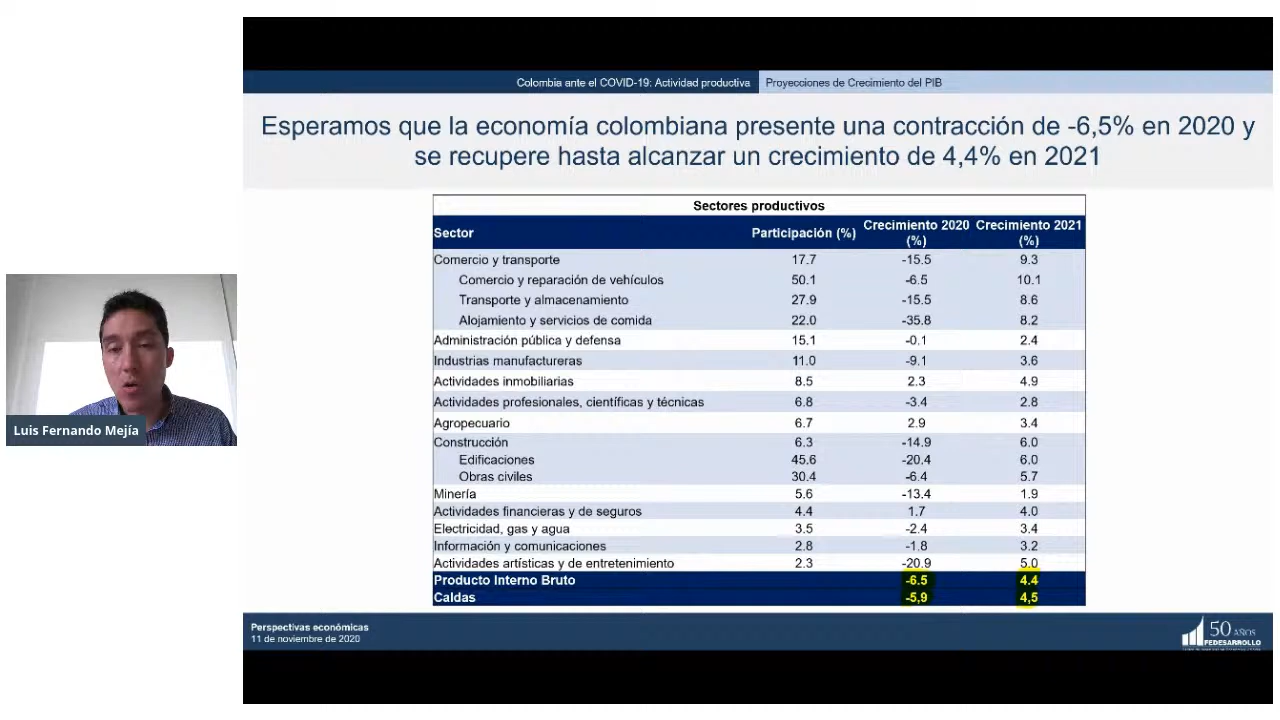 Colombia ante el COVID-19: Actividad productiva Proyecciones de Crecimiento del PIB
Esperamos que la economía colombiana presente una contracción de -6,5% en 2020 y
se recupere hasta alcanzar un crecimiento de 4,4% en 2021
Sectores productivos
Sector Participación (%) Crecimiento 2020 (%) Crecimiento 2021 (%)
Comercio y transporte 17.7 -15.5 9.3
Comercio y reparación de vehículos 50.1 -6.5 10.1
Transporte y almacenamiento 27.9 -15.5 8.6
Alojamiento y servicios de comida 22.0 -35.8 8.2
Administración pública y defensa 15.1 -0.1 2.4
Industrias manufactureras 11.0 -9.1 3.6
Actividades inmobiliarias 8.5 2.3 4.9
Actividades profesionales, científicas y técnicas 6.8 -3.4 2.8
Agropecuario 6.7 2.9 3.4
Construcción 6.3 -14.9 6.0
Edificaciones 45.6 -20.4 6.0
Obras civiles 30.4 -6.4 5.7
Minería 5.6 -13.4 1.9
Actividades financieras y de seguros 4.4 1.7 4.0
Electricidad, gas y agua 3.5 -2.4 3.4
Información y comunicaciones 2.8 -1.8 3.2
Actividades artísticas y de entretenimiento 2.3 -20.9 5.0
Producto Interno Bruto -6.5 4.4
Caldas -5,9 4,5
Luis Fernando Mejía
Perspectivas económicas
11 de noviembre de 2020
50 AÑOS
FEDESARROLLO